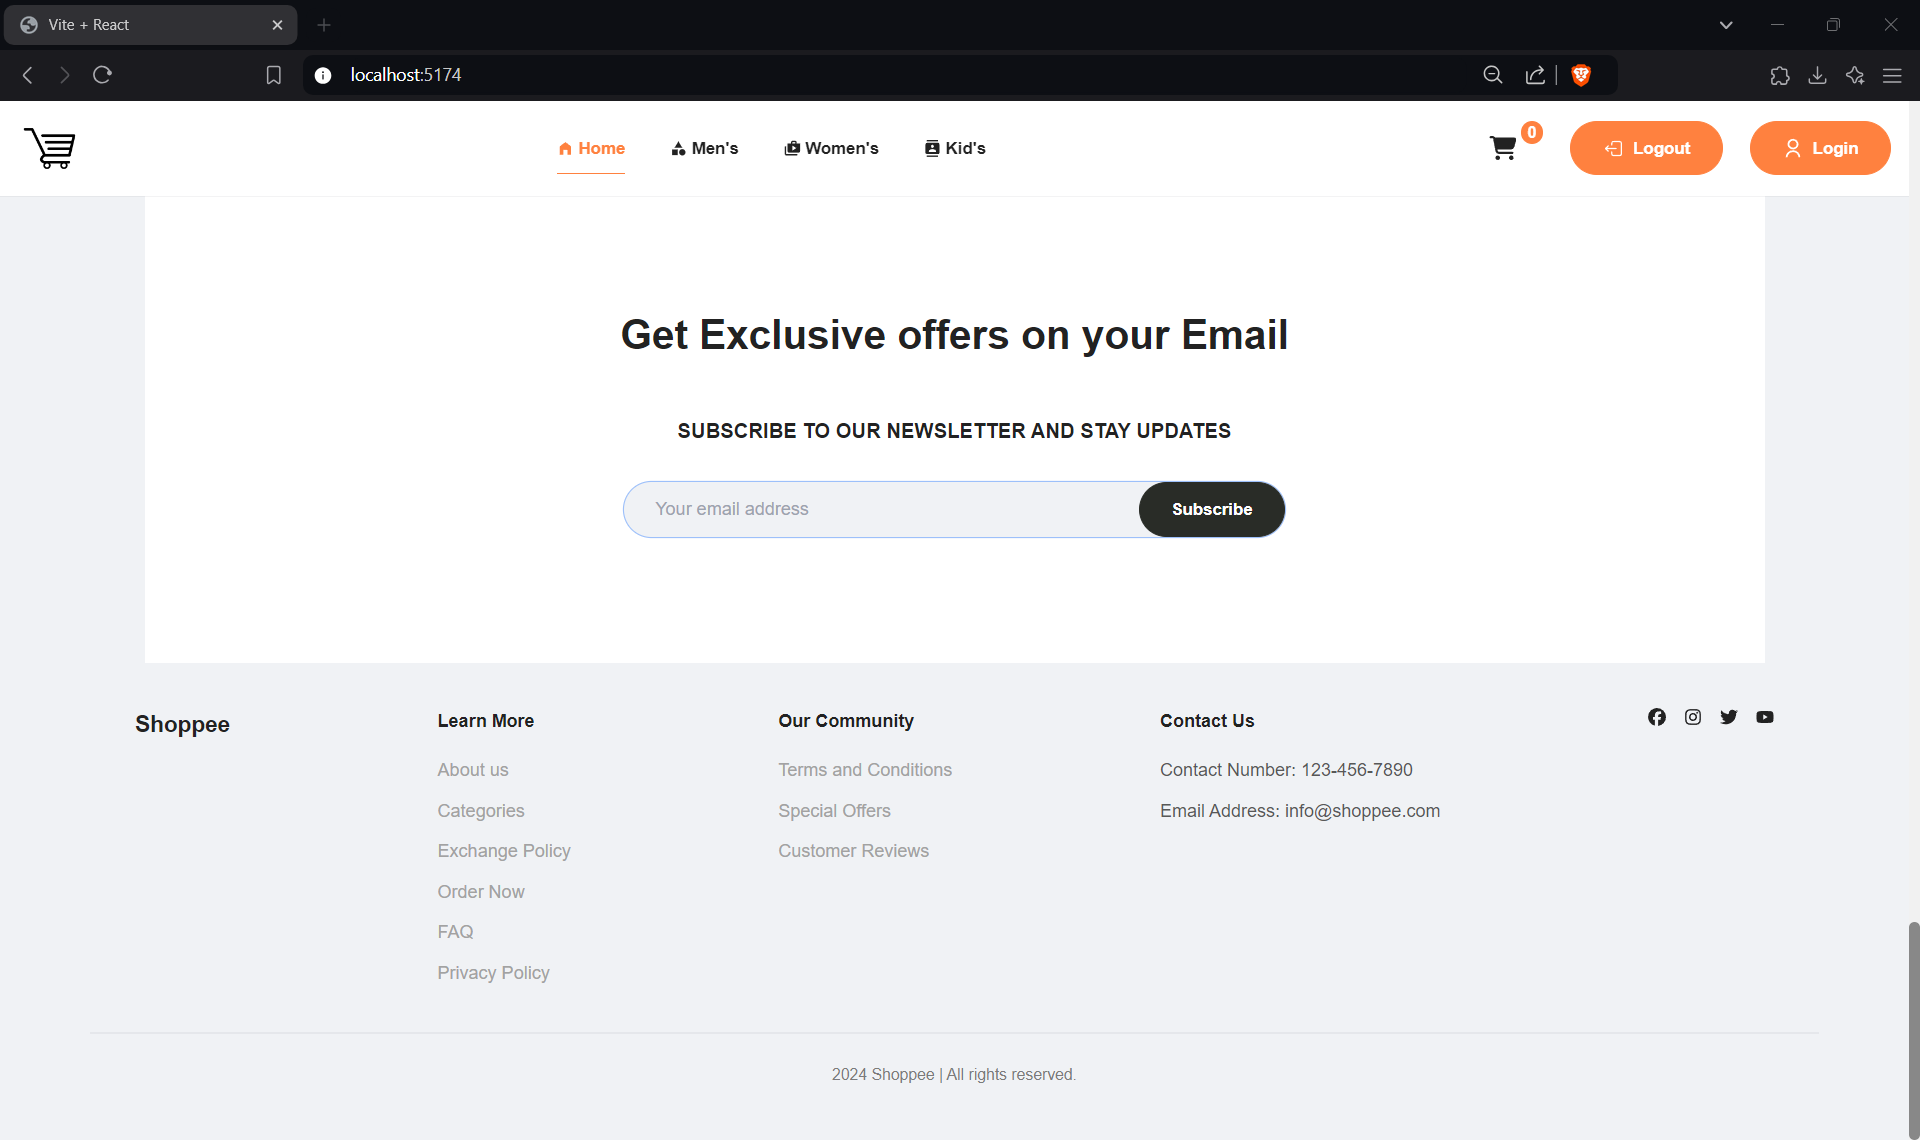 Vite + React
localhost:5174
Home
Men's
Women's
Kid's
0
Logout
Login
Get Exclusive offers on your Email
SUBSCRIBE TO OUR NEWSLETTER AND STAY UPDATES
Your email address
Subscribe
Shoppee
Learn More
About us
Categories
Exchange Policy
Order Now
FAQ
Privacy Policy
Our Community
Terms and Conditions
Special Offers
Customer Reviews
Contact Us
Contact Number: 123-456-7890
Email Address: info@shoppee.com
2024 Shoppee | All rights reserved.